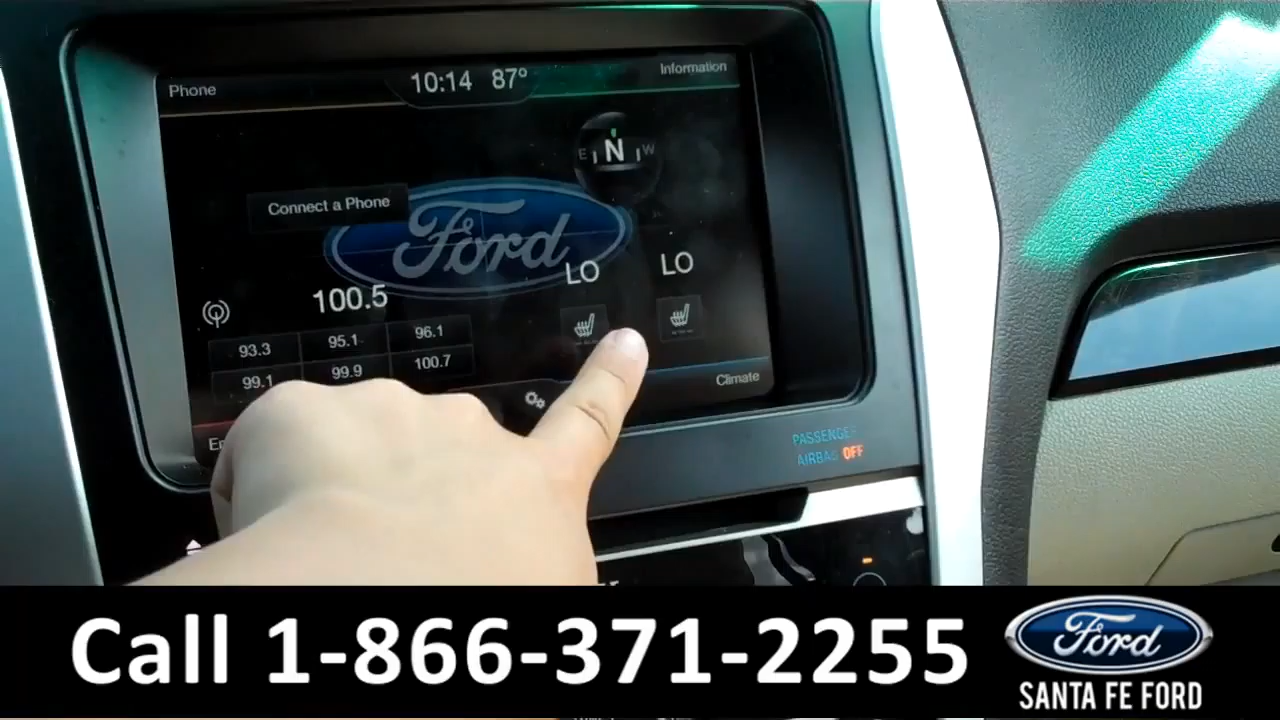 Phone
10:14 87°
Information
E N W
Connect a Phone
Ford
LO LO
100.5
93.3 95.1 96.1
99.1 99.9 100.7
Climate
PASSENGER
AIRBAG OFF
Call 1-866-371-2255
Ford
SANTA FE FORD